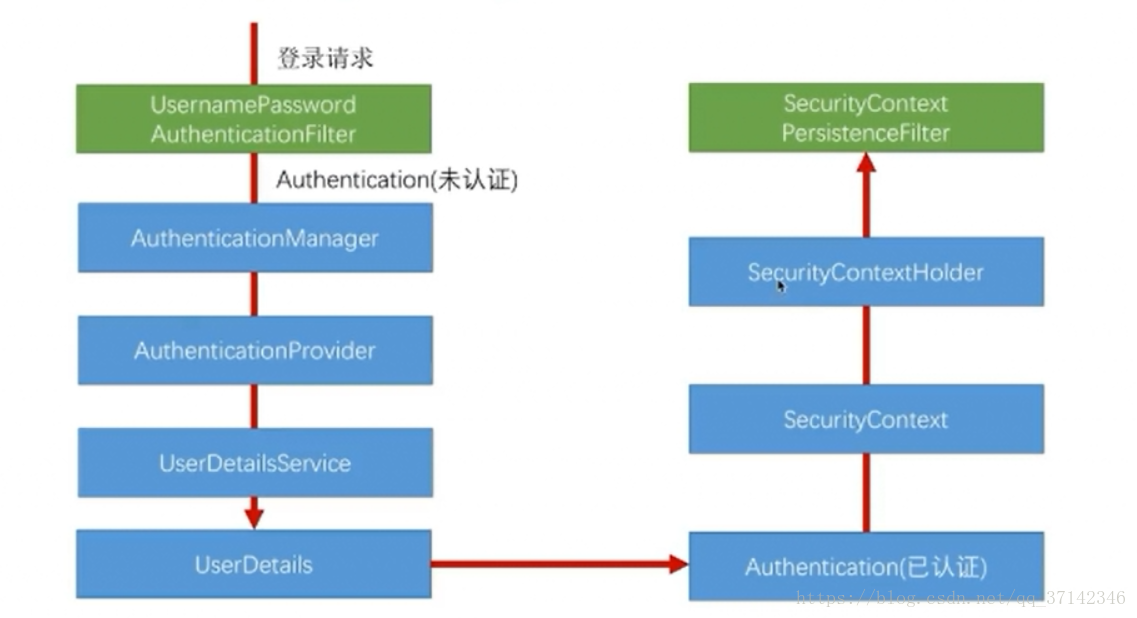 登录请求
UsernamePassword
AuthenticationFilter
Authentication(未认证)
AuthenticationManager
AuthenticationProvider
UserDetailsService
UserDetails
SecurityContext
PersistenceFilter
SecurityContextHolder
SecurityContext
Authentication(已认证)
https://blog.csdn.net/qq_37142346